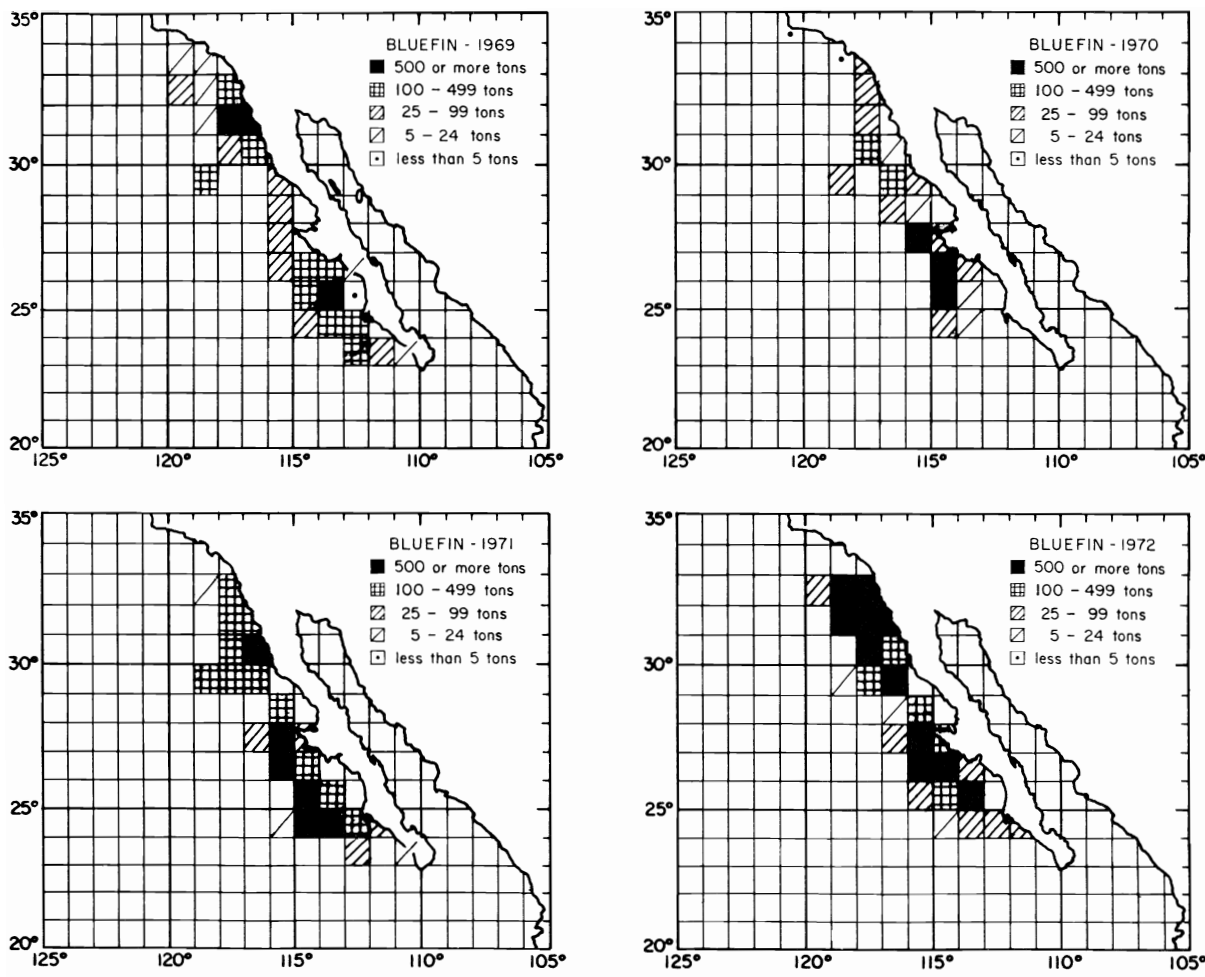 35°
BLUEFIN - 1969
500 or more tons
100 - 499 tons
25 - 99 tons
5 - 24 tons
less than 5 tons
30°
25°
20°
125° 120° 115° 110° 105°
35°
BLUEFIN - 1970
500 or more tons
100 - 499 tons
25 - 99 tons
5 - 24 tons
less than 5 tons
30°
25°
20°
125° 120° 115° 110° 105°
35°
BLUEFIN - 1971
500 or more tons
100 - 499 tons
25 - 99 tons
5 - 24 tons
less than 5 tons
30°
25°
20°
125° 120° 115° 110° 105°
35°
BLUEFIN - 1972
500 or more tons
100 - 499 tons
25 - 99 tons
5 - 24 tons
less than 5 tons
30°
25°
20°
125° 120° 115° 110° 105°